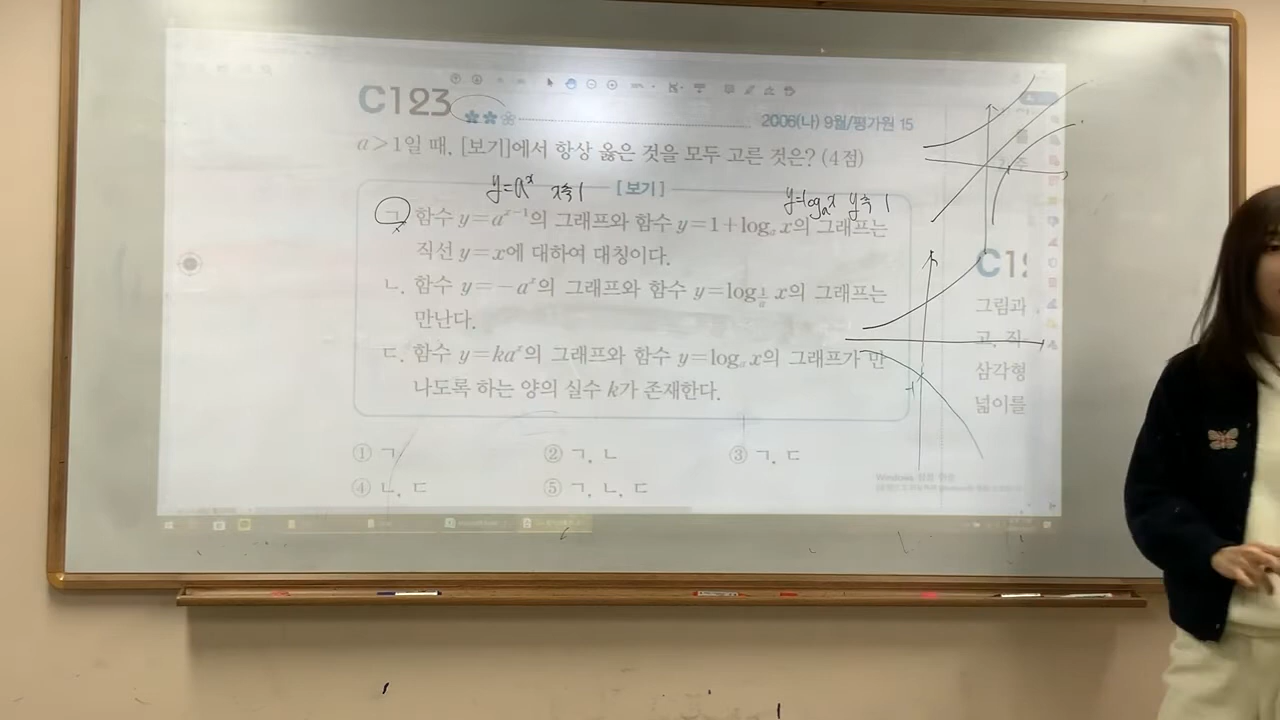 C123
2006(나) 9월/평가원 15
a>1일 때, [보기]에서 항상 옳은 것을 모두 고른 것은? (4점)
[보기]
y=a^x x축 1
y=log_a x y축 1
ㄱ. 함수 y=a^{x-1}의 그래프와 함수 y=1+log_a x의 그래프는
직선 y=x에 대하여 대칭이다.
ㄴ. 함수 y=-a^x의 그래프와 함수 y=log_{1/a} x의 그래프는
만난다.
ㄷ. 함수 y=ka^x의 그래프와 함수 y=log_a x의 그래프가 만
나도록 하는 양의 실수 k가 존재한다.
① ㄱ
② ㄱ, ㄴ
③ ㄱ, ㄷ
④ ㄴ, ㄷ
⑤ ㄱ, ㄴ, ㄷ
그림과
고, 직
삼각형
넓이를
Windows